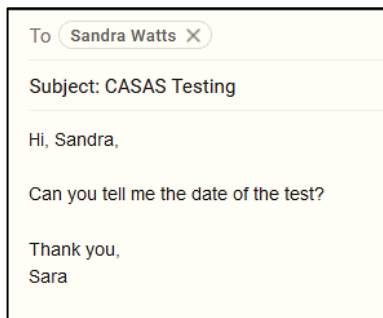 To Sandra Watts
Subject: CASAS Testing
Hi, Sandra,
Can you tell me the date of the test?
Thank you,
Sara